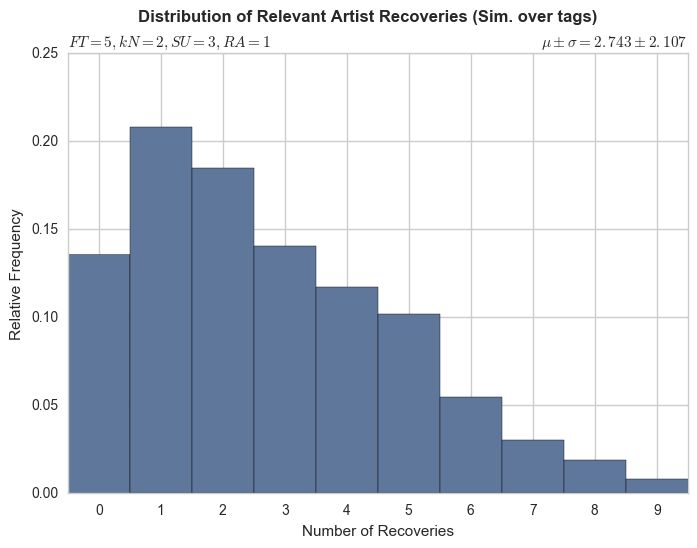 Distribution of Relevant Artist Recoveries (Sim. over tags)
FT = 5, kN = 2, SU = 3, RA = 1
μ ± σ = 2.743 ± 2.107
0.25
0.20
0.15
0.10
0.05
0.00
Relative Frequency
0 1 2 3 4 5 6 7 8 9
Number of Recoveries